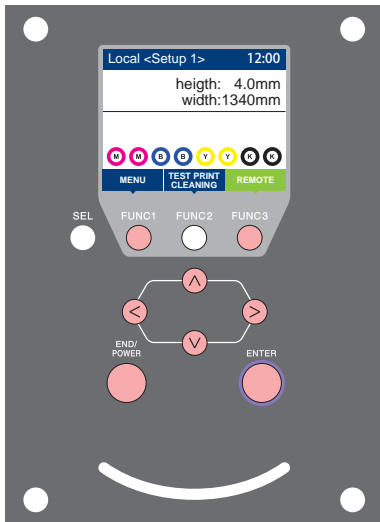 Local <Setup 1> 12:00
heigth: 4.0mm
width:1340mm
M M B B Y Y K K
MENU TEST PRINT CLEANING REMOTE
SEL FUNC1 FUNC2 FUNC3
END/
POWER
ENTER